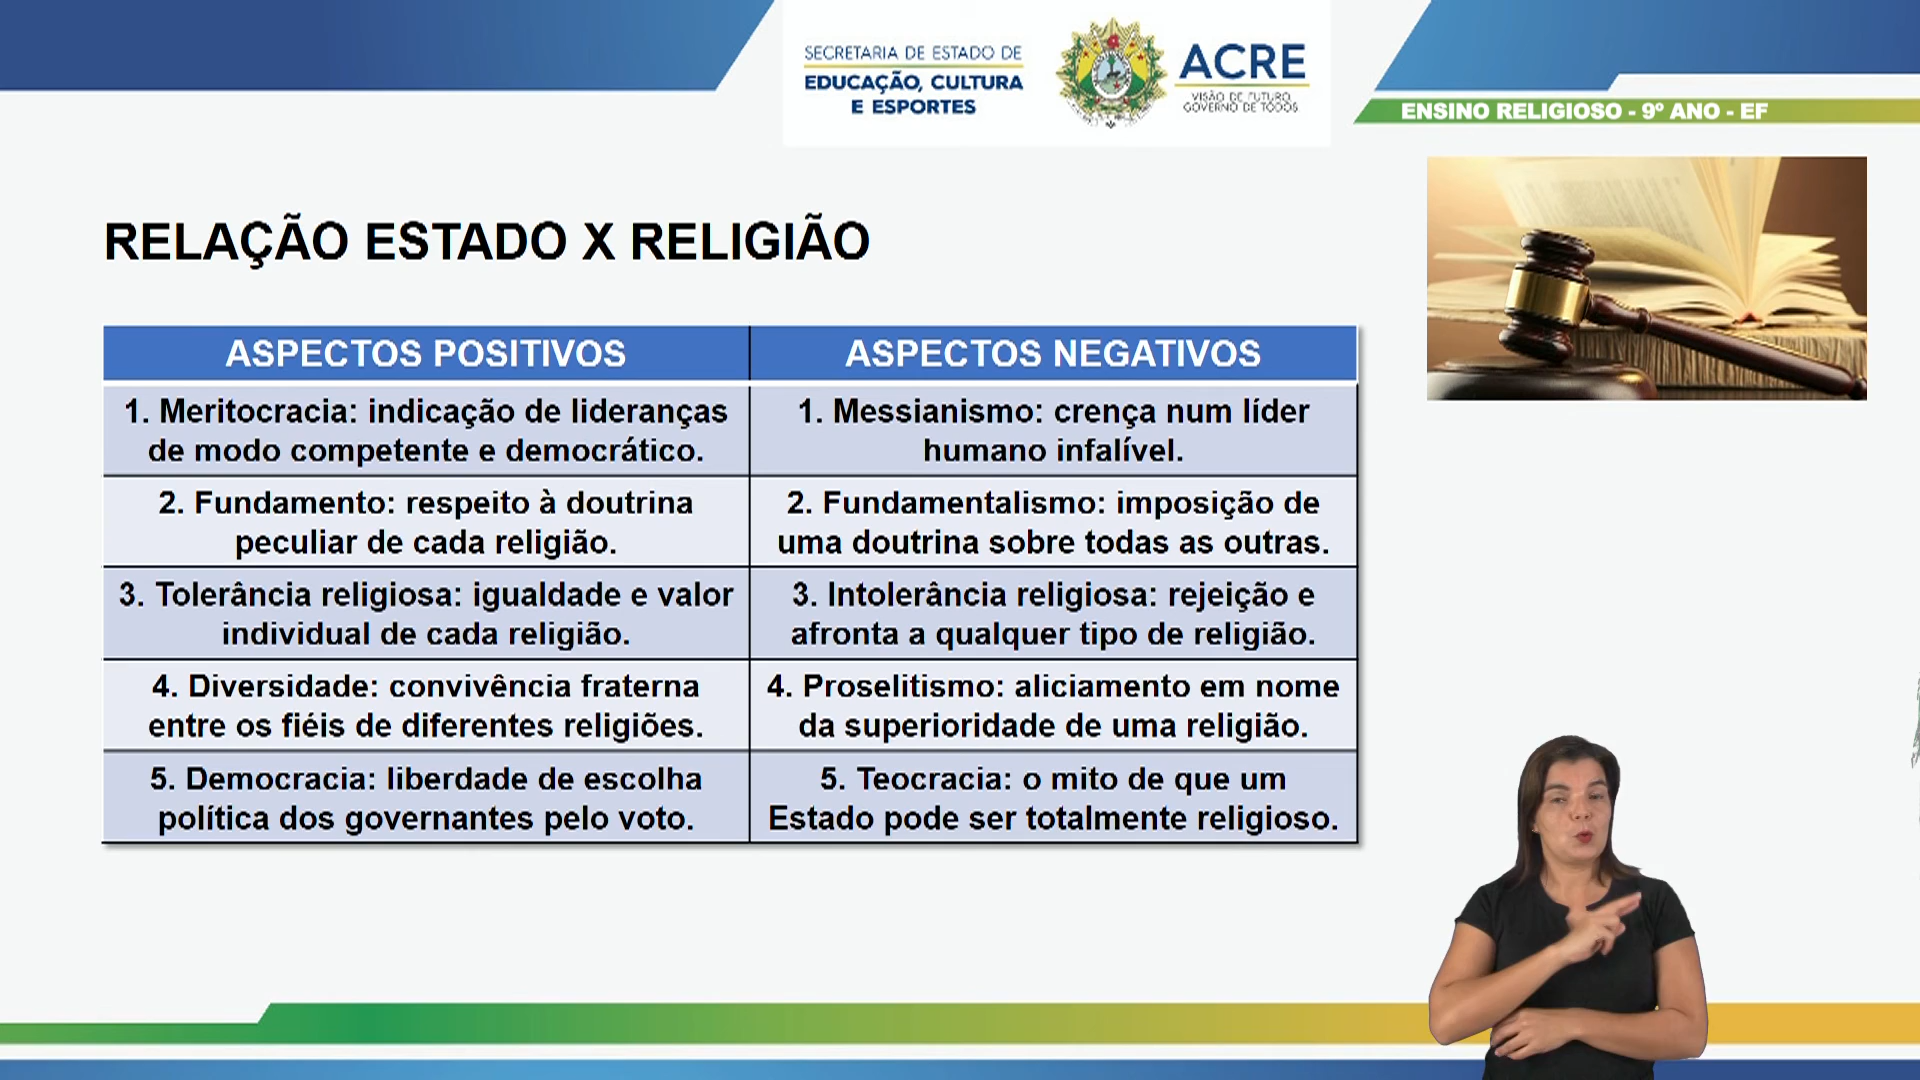 SECRETARIA DE ESTADO DE
EDUCAÇÃO, CULTURA
E ESPORTES
ACRE
VISÃO DE FUTURO,
GOVERNO DE TODOS
ENSINO RELIGIOSO - 9º ANO - EF
RELAÇÃO ESTADO X RELIGIÃO
ASPECTOS POSITIVOS
ASPECTOS NEGATIVOS
1. Meritocracia: indicação de lideranças
de modo competente e democrático.
1. Messianismo: crença num líder
humano infalível.
2. Fundamento: respeito à doutrina
peculiar de cada religião.
2. Fundamentalismo: imposição de
uma doutrina sobre todas as outras.
3. Tolerância religiosa: igualdade e valor
individual de cada religião.
3. Intolerância religiosa: rejeição e
afronta a qualquer tipo de religião.
4. Diversidade: convivência fraterna
entre os fiéis de diferentes religiões.
4. Proselitismo: aliciamento em nome
da superioridade de uma religião.
5. Democracia: liberdade de escolha
política dos governantes pelo voto.
5. Teocracia: o mito de que um
Estado pode ser totalmente religioso.